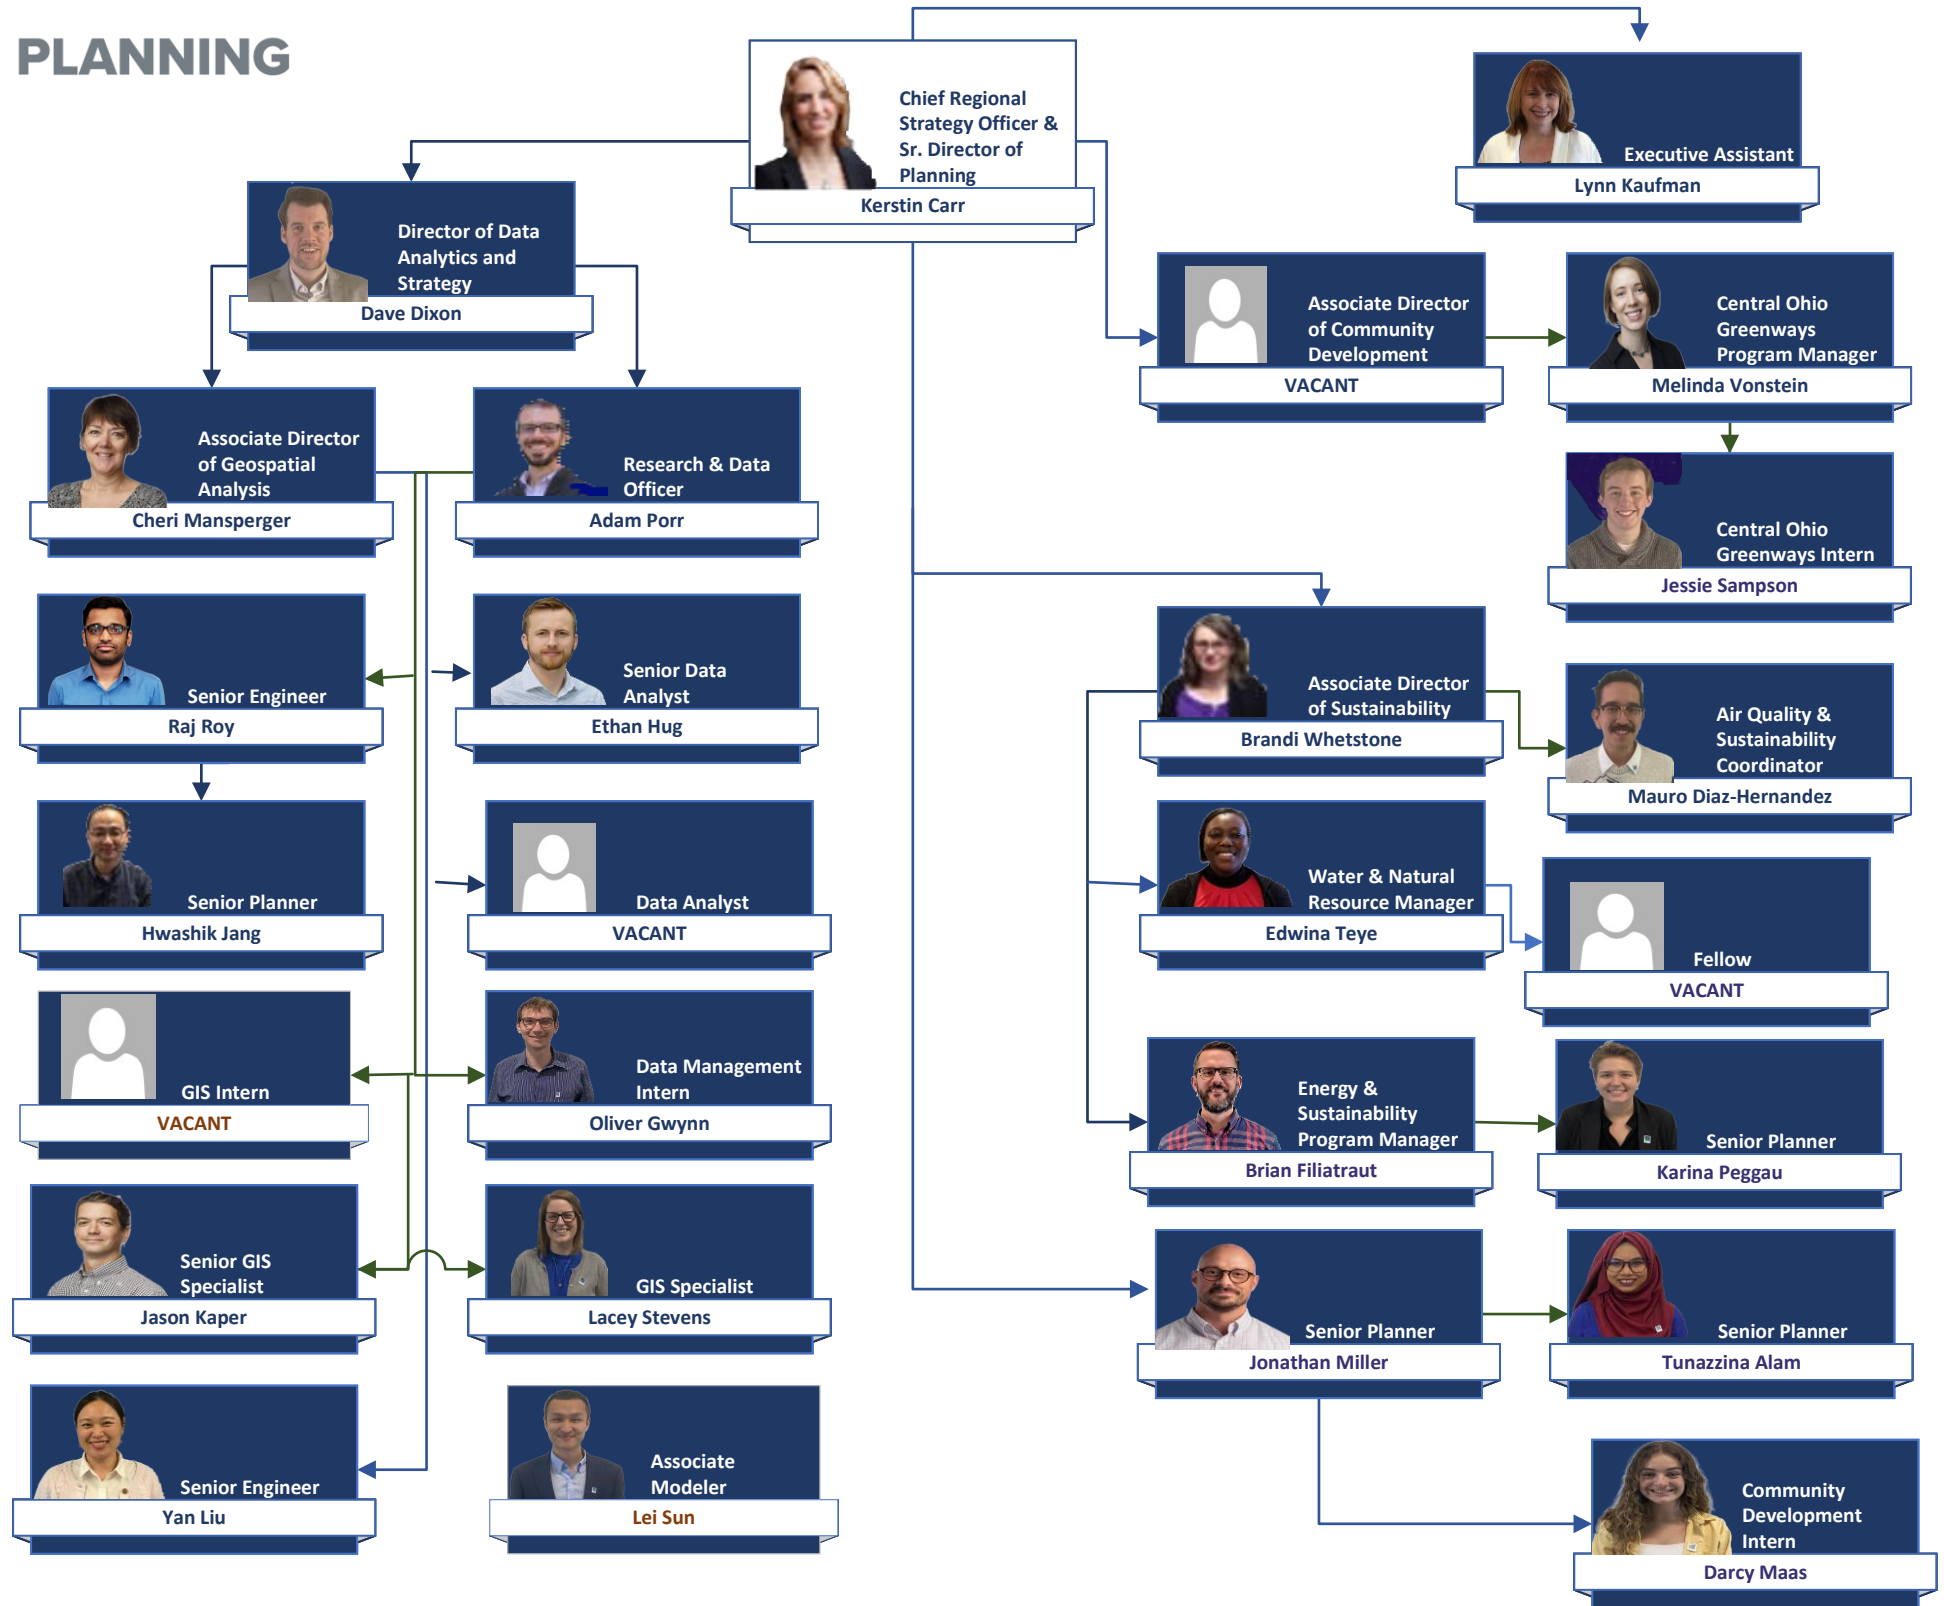 PLANNING
Chief Regional
Strategy Officer &
Sr. Director of
Planning
Kerstin Carr
Executive Assistant
Lynn Kaufman
Director of Data
Analytics and
Strategy
Dave Dixon
Associate Director
of Community
Development
VACANT
Central Ohio
Greenways
Program Manager
Melinda Vonstein
Associate Director
of Geospatial
Analysis
Cheri Mansperger
Research & Data
Officer
Adam Porr
Central Ohio
Greenways Intern
Jessie Sampson
Senior Engineer
Raj Roy
Senior Data
Analyst
Ethan Hug
Associate Director
of Sustainability
Brandi Whetstone
Air Quality &
Sustainability
Coordinator
Mauro Diaz-Hernandez
Senior Planner
Hwashik Jang
Data Analyst
VACANT
Water & Natural
Resource Manager
Edwina Teye
Fellow
VACANT
GIS Intern
VACANT
Data Management
Intern
Oliver Gwynn
Energy &
Sustainability
Program Manager
Brian Filiatraut
Senior Planner
Karina Peggau
Senior GIS
Specialist
Jason Kaper
GIS Specialist
Lacey Stevens
Senior Planner
Jonathan Miller
Senior Planner
Tunazzina Alam
Senior Engineer
Yan Liu
Associate
Modeler
Lei Sun
Community
Development
Intern
Darcy Maas